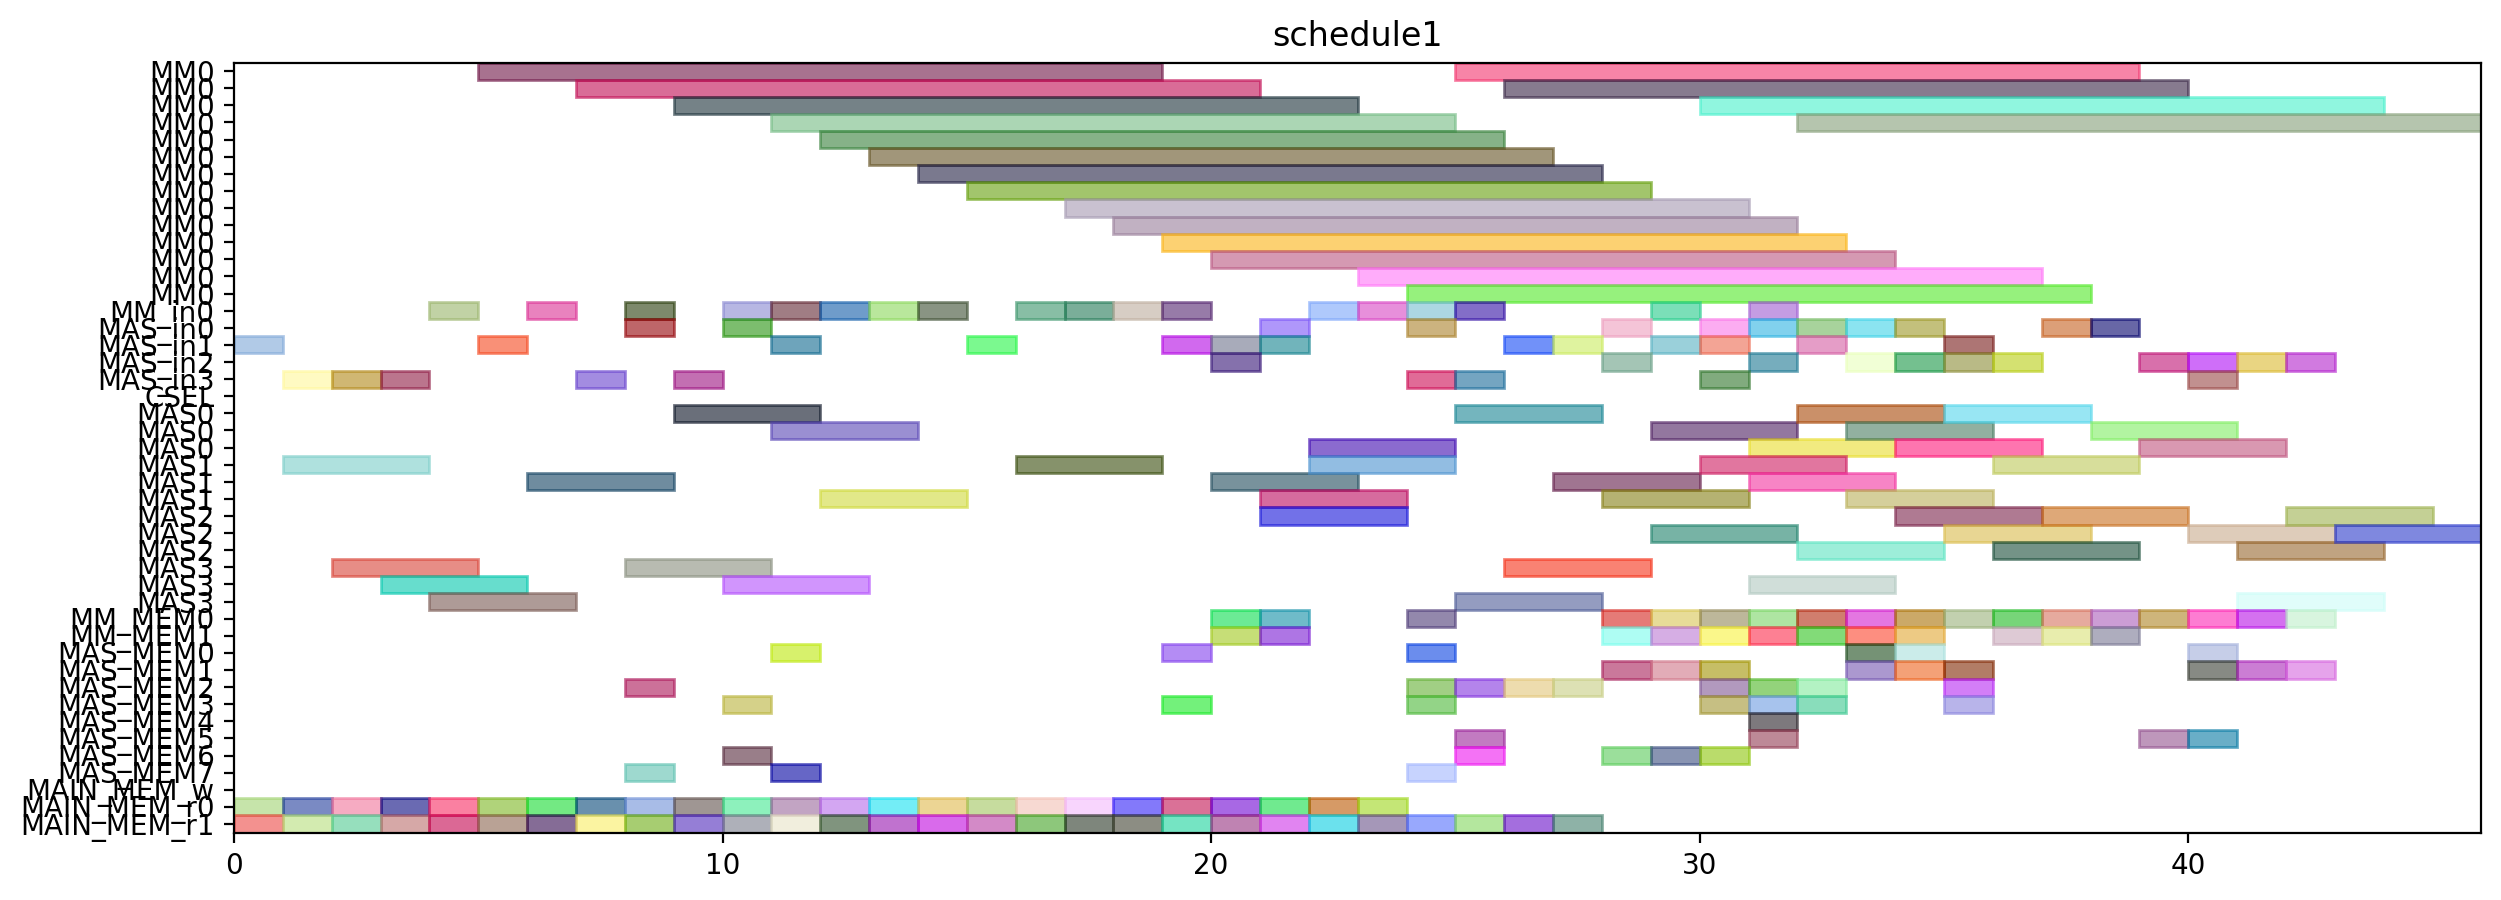 schedule1
MM0
MM0
MM0
MM0
MM0
MM0
MM0
MM0
MM0
MM0
MM0
MM0
MM0
MM0
MM_in0
MAS_in0
MAS_in1
MAS_in2
MAS_in3
CSEL
MAS0
MAS0
MAS0
MAS1
MAS1
MAS1
MAS2
MAS2
MAS2
MAS3
MAS3
MAS3
MM_MEM0
MM_MEM1
MAS_MEM0
MAS_MEM1
MAS_MEM2
MAS_MEM3
MAS_MEM4
MAS_MEM5
MAS_MEM6
MAS_MEM7
MAIN_MEM_w
MAIN_MEM_r0
MAIN_MEM_r1
0 10 20 30 40